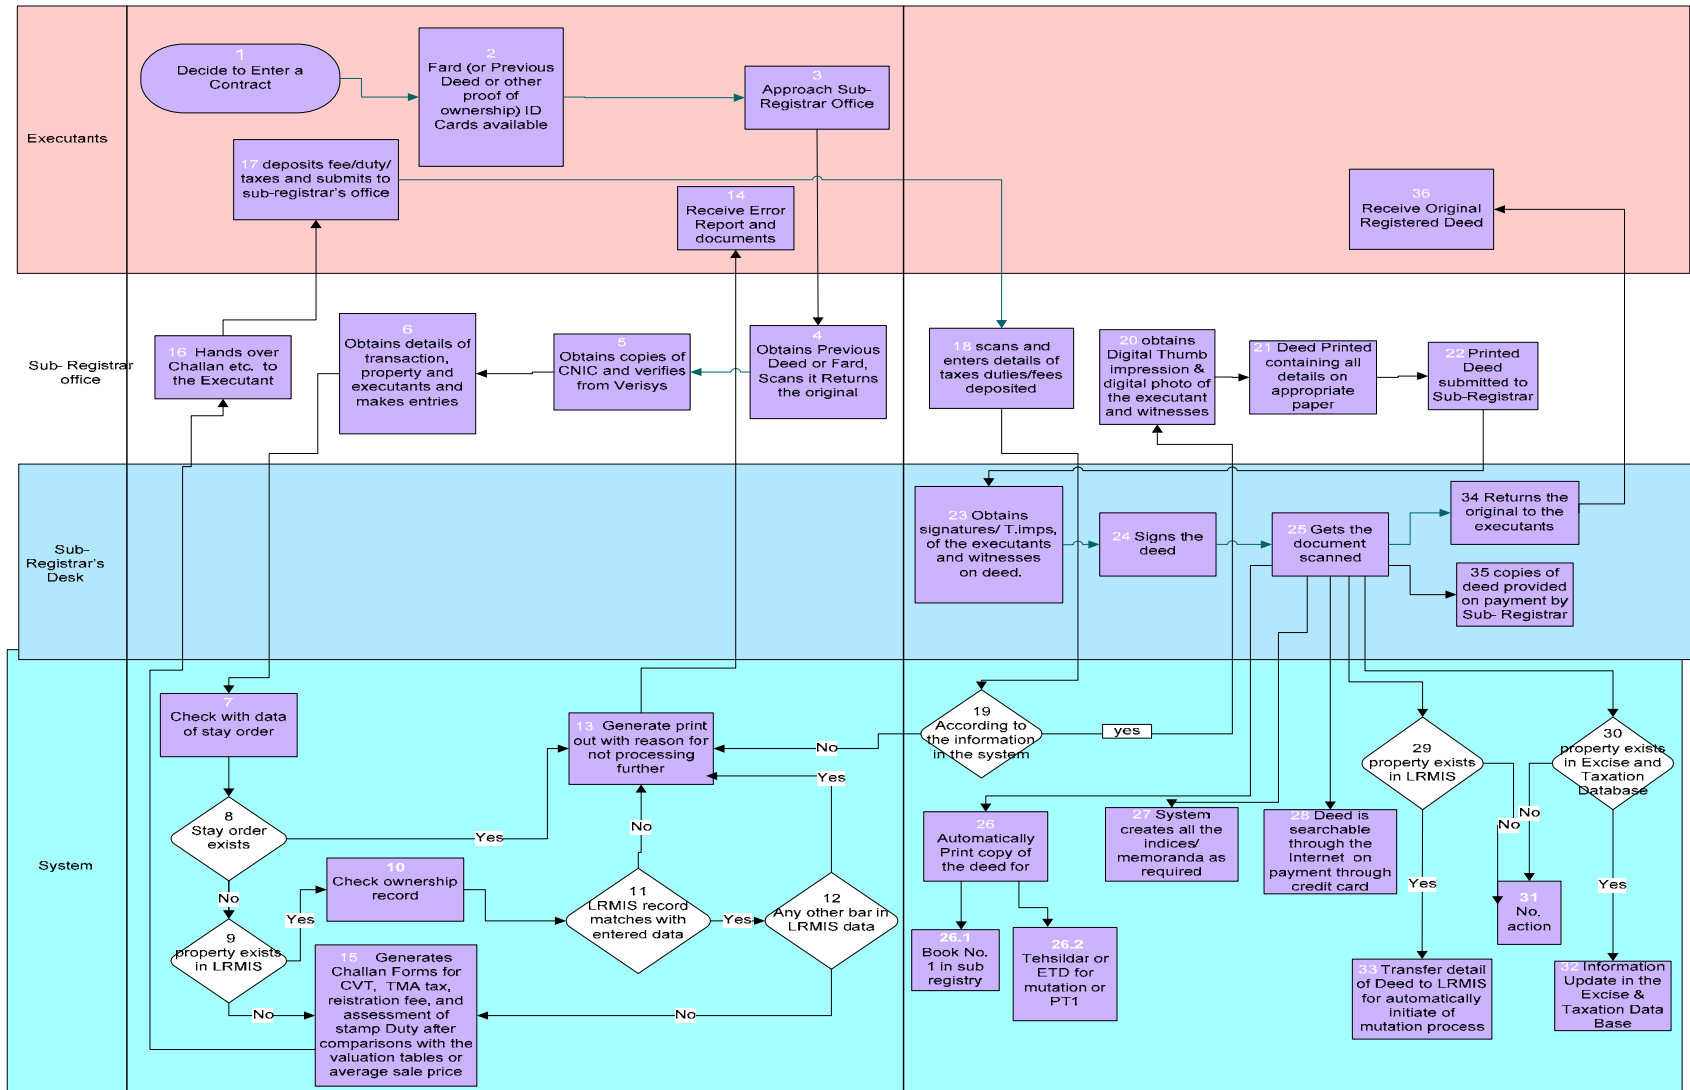 Executants
1
Decide to Enter a
Contract
2
Fard (or Previous
Deed or other
proof of
ownership) ID
Cards available
3
Approach Sub-
Registrar Office
17 deposits fee/duty/
taxes and submits to
sub-registrar's office
14
Receive Error
Report and
documents
36
Receive Original
Registered Deed
Sub- Registrar
office
16 Hands over
Challan etc. to
the Executant
6
Obtains details of
transaction,
property and
executants and
makes entries
5
Obtains copies of
CNIC and verifies
from Verisys
4
Obtains Previous
Deed or Fard,
Scans it Returns
the original
18 scans and
enters details of
taxes duties/fees
deposited
20 obtains
Digital Thumb
impression &
digital photo of
the executant
and witnesses
21 Deed Printed
containing all
details on
appropriate
paper
22 Printed
Deed
submitted to
Sub-Registrar
Sub-
Registrar's
Desk
23 Obtains
signatures/ T.imps,
of the executants
and witnesses
on deed.
24 Signs the
deed
25 Gets the
document
scanned
34 Returns the
original to the
executants
35 copies of
deed provided
on payment by
Sub- Registrar
System
7
Check with data
of stay order
8
Stay order
exists
Yes
No
9
property exists
in LRMIS
Yes
No
10
Check ownership
record
11
LRMIS record
matches with
entered data
No
Yes
12
Any other bar in
LRMIS data
Yes
No
13 Generate print
out with reason for
not processing
further
15 Generates
Challan Forms for
CVT, TMA tax,
reistration fee, and
assessment of
stamp Duty after
comparisons with the
valuation tables or
average sale price
19
According to
the information
in the system
No
yes
26
Automatically
Print copy of
the deed for
26.1
Book No.
1 in sub
registry
26.2
Tehsildar or
ETD for
mutation or
PT1
27 System
creates all the
indices/
memoranda as
required
28 Deed is
searchable
through the
Internet on
payment through
credit card
29
property exists
in LRMIS
No
Yes
30
property exists
in Excise and
Taxation
Database
No
Yes
31
No.
action
33 Transfer detail
of Deed to LRMIS
for automatically
initiate of
mutation process
32 Information
Update in the
Excise &
Taxation Data
Base